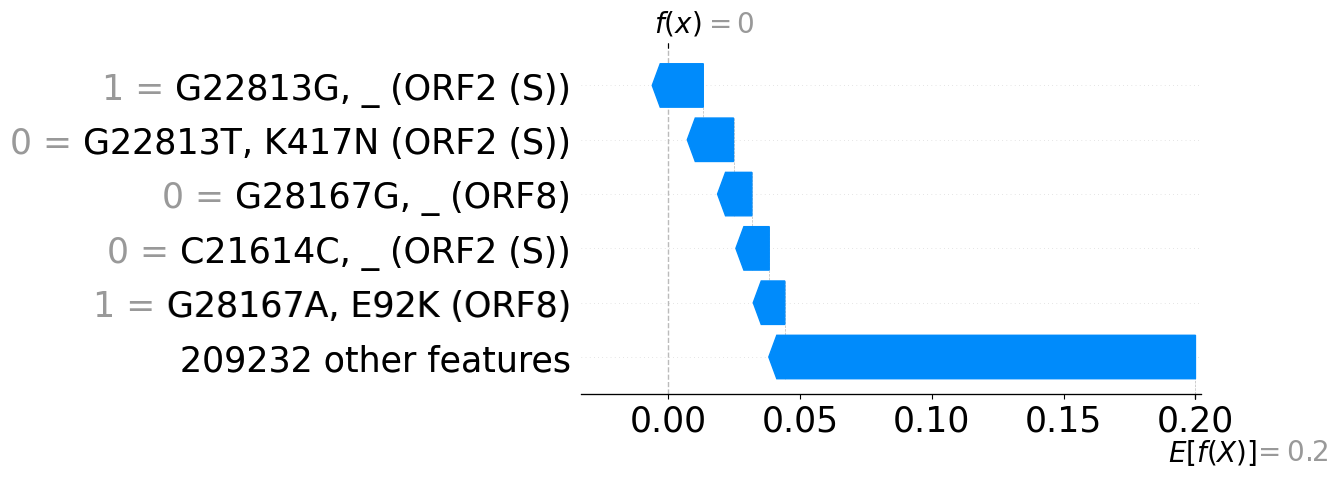 f(x) = 0
1 = G22813G, _ (ORF2 (S))
0 = G22813T, K417N (ORF2 (S))
0 = G28167G, _ (ORF8)
0 = C21614C, _ (ORF2 (S))
1 = G28167A, E92K (ORF8)
209232 other features
0.00 0.05 0.10 0.15 0.20
E[f(X)] = 0.2